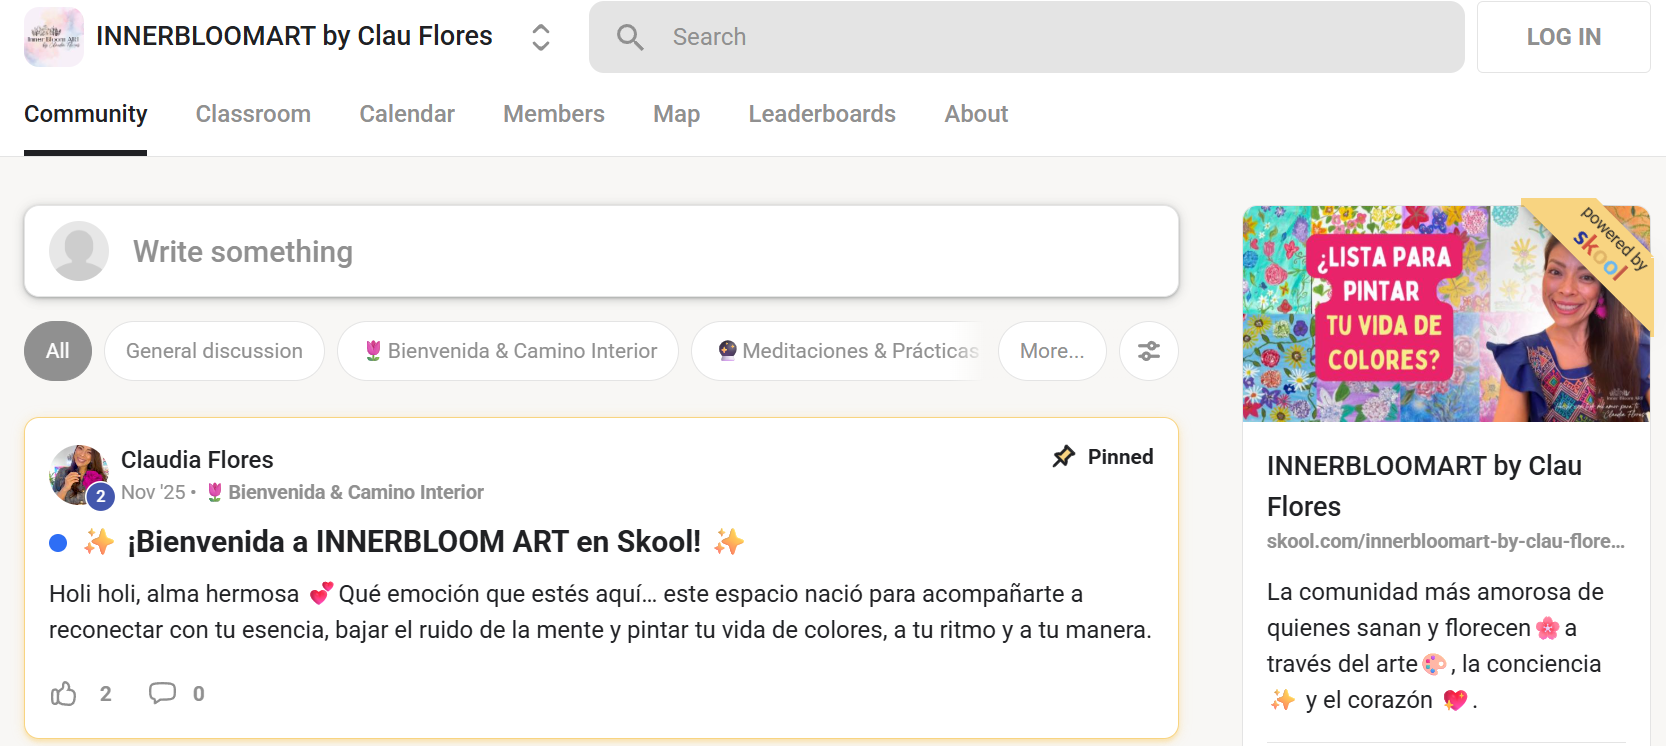 INNERBLOOMART by Clau Flores
Search
LOG IN
Community
Classroom
Calendar
Members
Map
Leaderboards
About
Write something
All
General discussion
🌷Bienvenida & Camino Interior
🔮Meditaciones & Prácticas
More...
Claudia Flores
Pinned
2
Nov '25 • 🌷Bienvenida & Camino Interior
✨ ¡Bienvenida a INNERBLOOM ART en Skool! ✨
Holi holi, alma hermosa 💕 Qué emoción que estés aquí… este espacio nació para acompañarte a
reconectar con tu esencia, bajar el ruido de la mente y pintar tu vida de colores, a tu ritmo y a tu manera.
2
0
¿LISTA PARA
PINTAR
TU VIDA DE
COLORES?
powered by
skool
INNERBLOOMART by Clau
Flores
skool.com/innerbloomart-by-clau-flore...
La comunidad más amorosa de
quienes sanan y florecen🌸a
través del arte🎨, la conciencia
✨ y el corazón 💖.